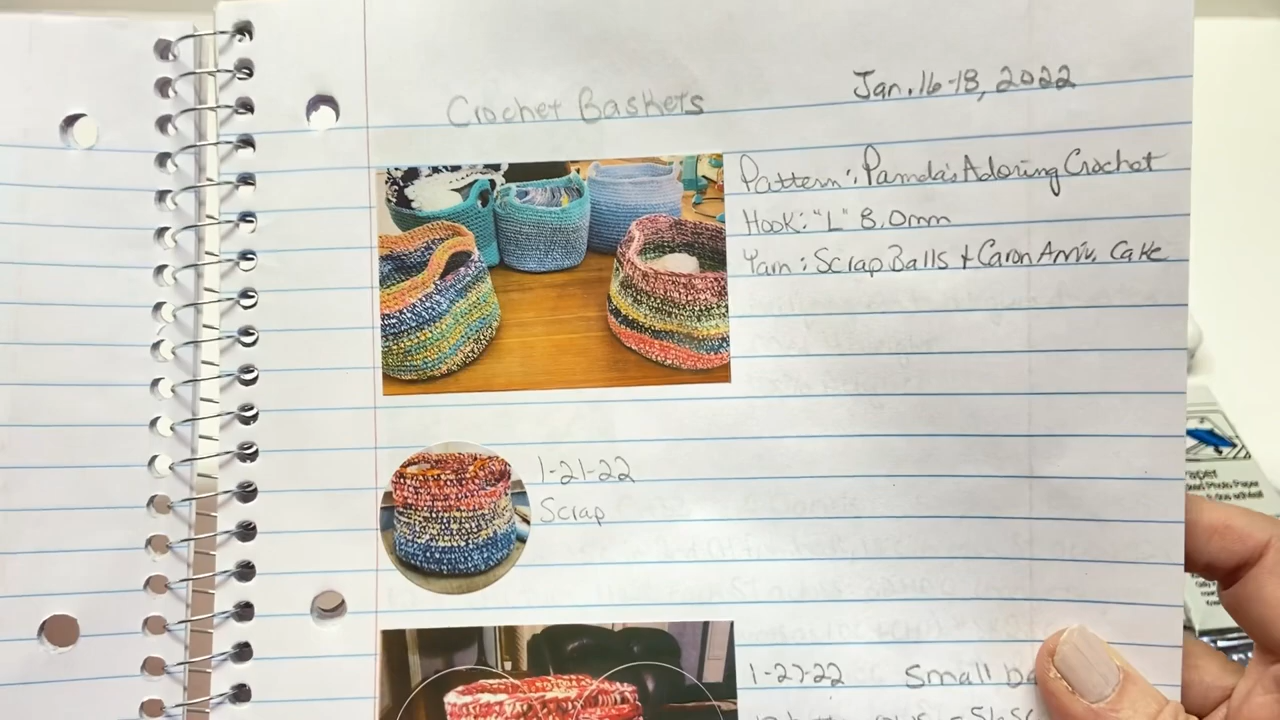 Crochet Baskets
Jan. 16-18, 2022
Pattern: Pamda's Adoring Crochet
Hook: "L" 8.0mm
Yarn: Scrap Balls + Caron Anniv. Cake
1-21-22
Scrap
1-27-22 Small